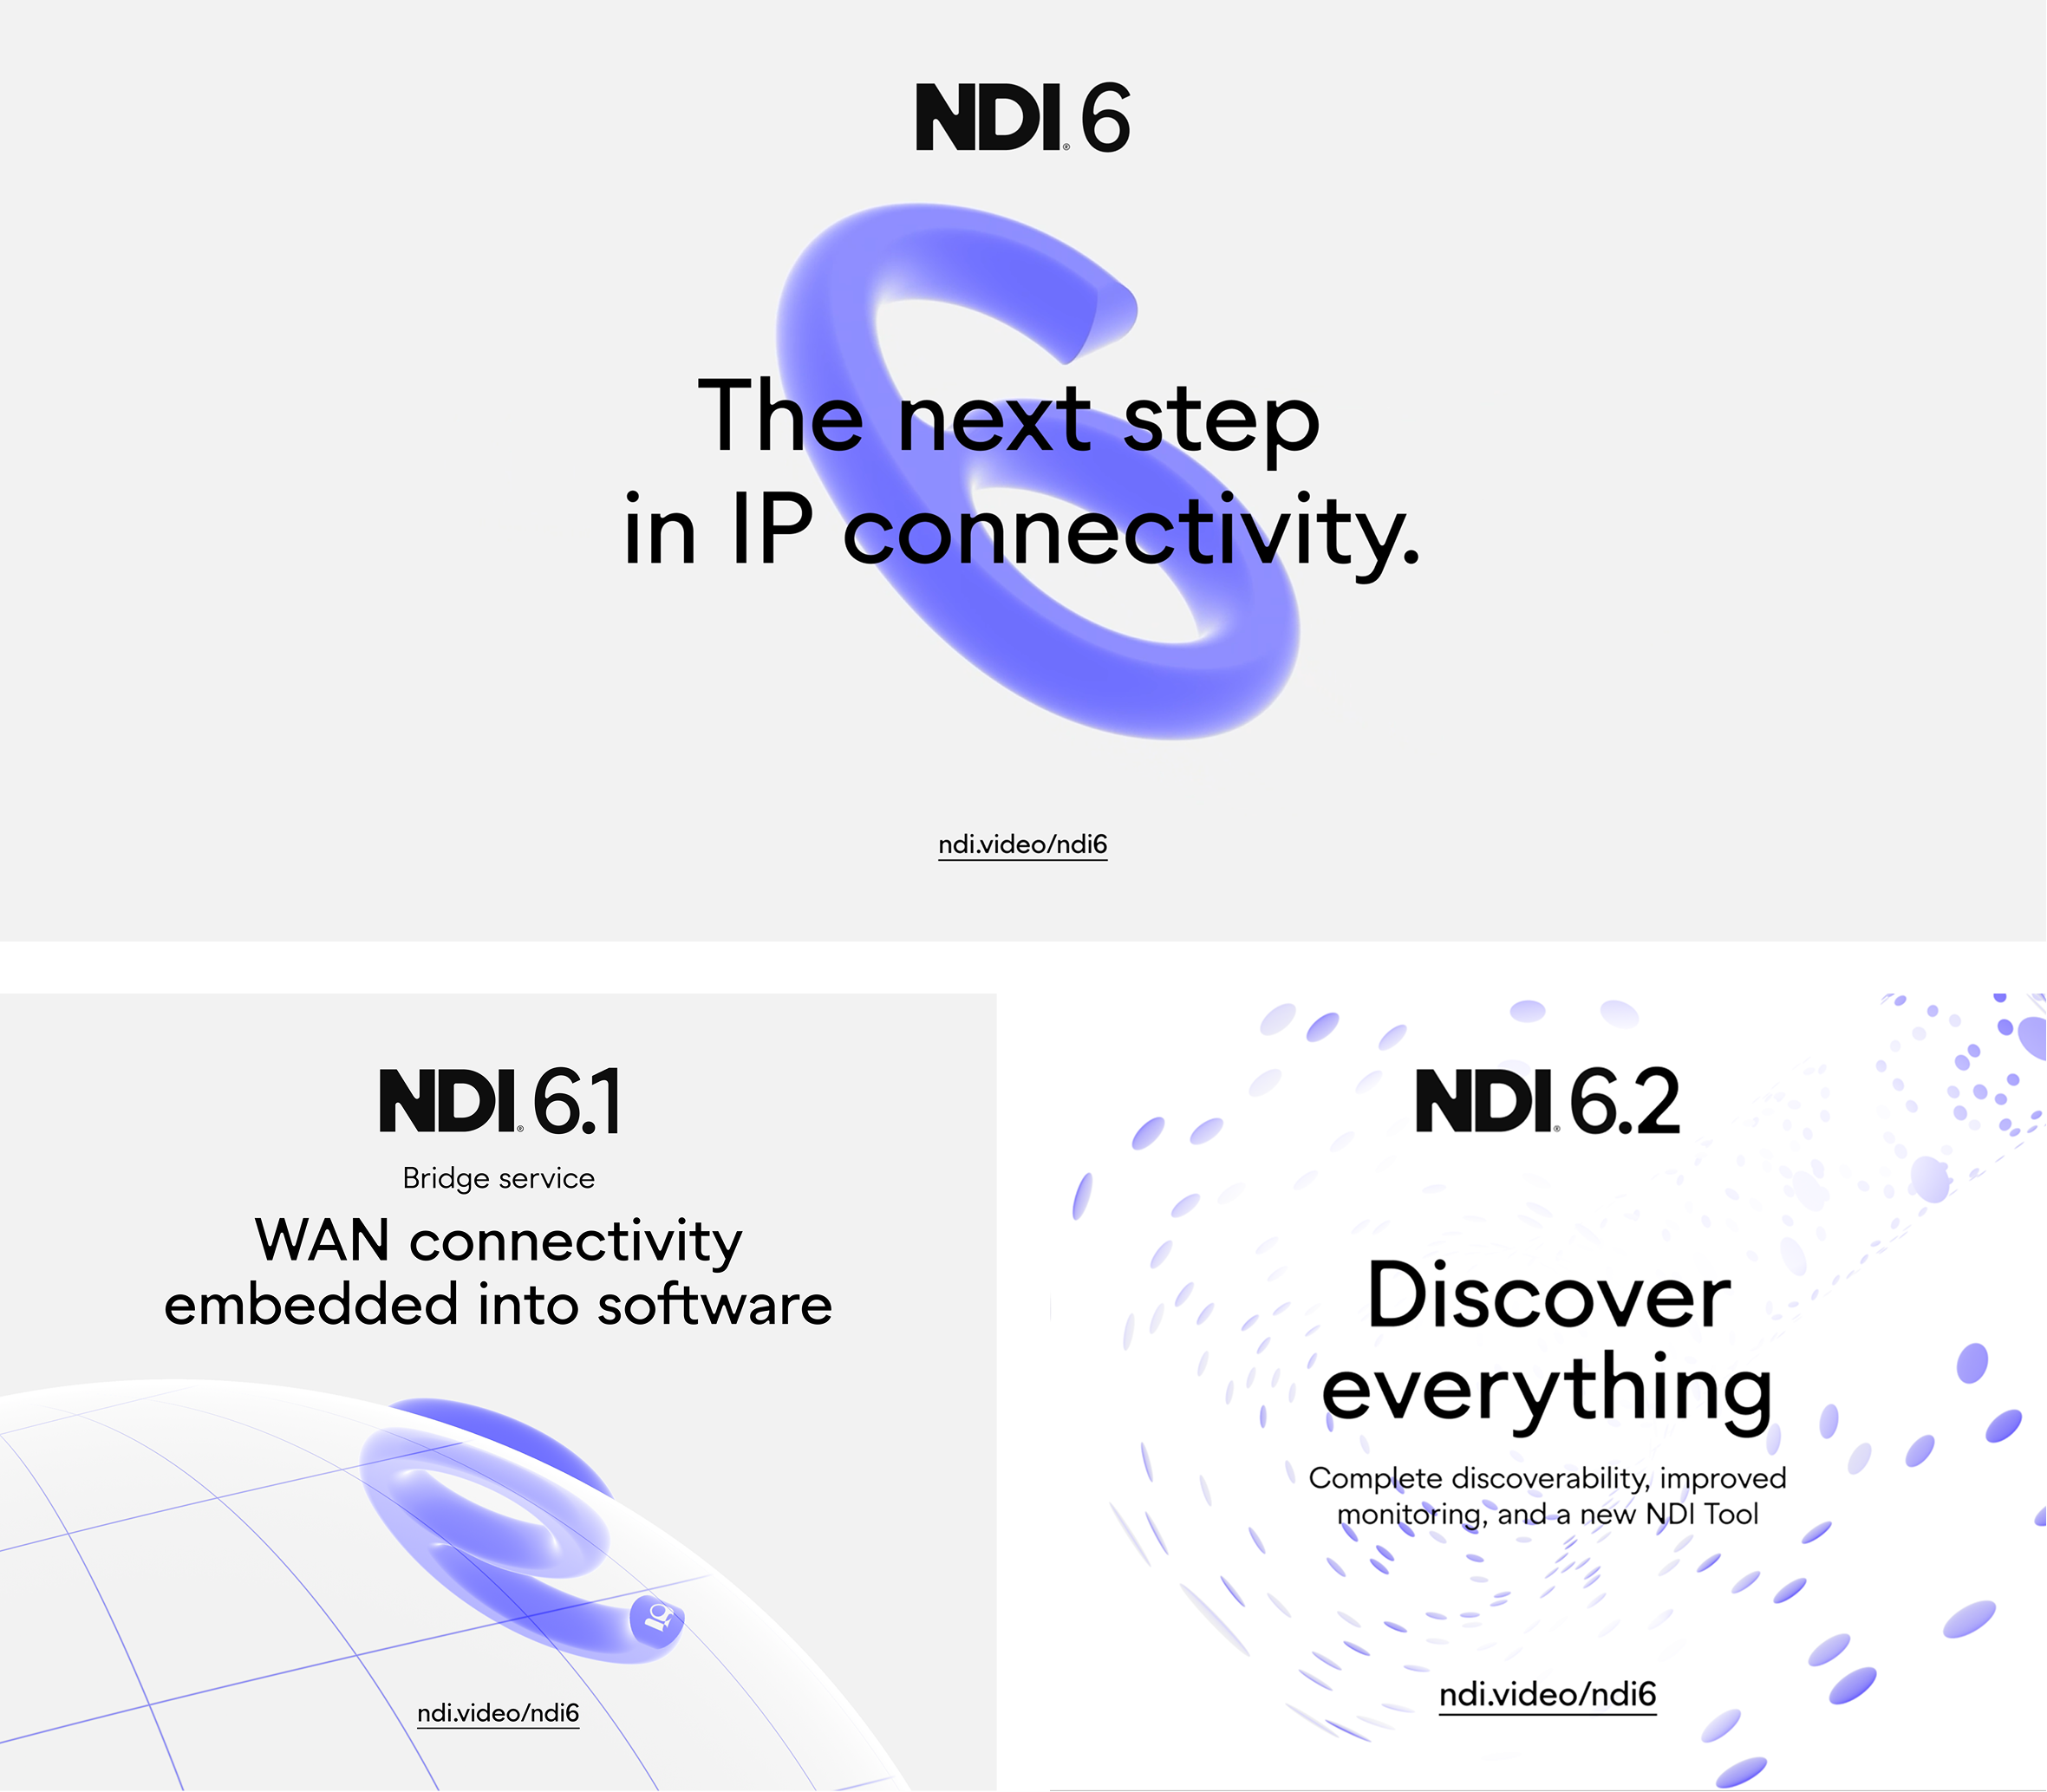 NDI® 6
The next step
in IP connectivity.
ndi.video/ndi6
NDI® 6.1
Bridge service
WAN connectivity
embedded into software
ndi.video/ndi6
NDI® 6.2
Discover
everything
Complete discoverability, improved
monitoring, and a new NDI Tool
ndi.video/ndi6